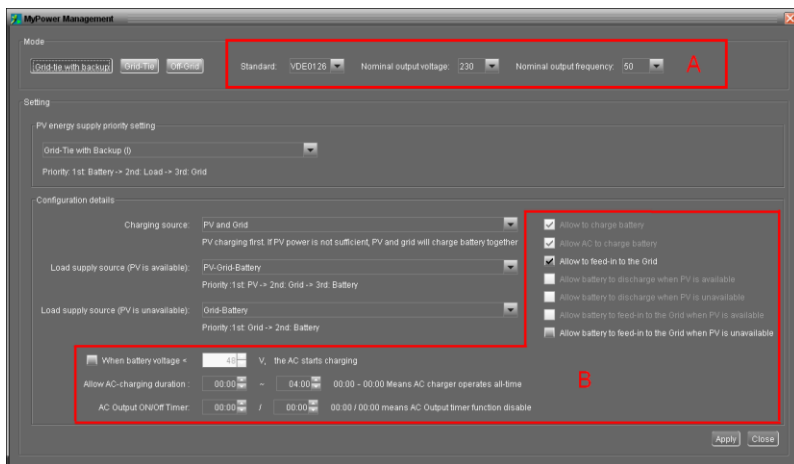 MyPower Management
Mode
Grid-tie with backup Grid-Tie Off-Grid Standard: VDE0126 Nominal output voltage: 230 Nominal output frequency: 50 A
Setting
PV energy supply priority setting
Grid-Tie with Backup (I)
Priority: 1st: Battery -> 2nd: Load -> 3rd: Grid
Configuration details
Charging source: PV and Grid
PV charging first. If PV power is not sufficient, PV and grid will charge battery together
Load supply source (PV is available): PV-Grid-Battery
Priority :1st: PV-> 2nd: Grid -> 3rd: Battery
Load supply source (PV is unavailable): Grid-Battery
Priority :1st: Grid -> 2nd: Battery
Allow to charge battery
Allow AC to charge battery
Allow to feed-in to the Grid
Allow battery to discharge when PV is available
Allow battery to discharge when PV is unavailable
Allow battery to feed-in to the Grid when PV is available
Allow battery to feed-in to the Grid when PV is unavailable
When battery voltage < 48 V, the AC starts charging
Allow AC-charging duration : 00:00 ~ 04:00 00:00 - 00:00 Means AC charger operates all-time
B
AC Output ON/Off Timer: 00:00 / 00:00 00:00 / 00:00 means AC Output timer function disable
Apply Close